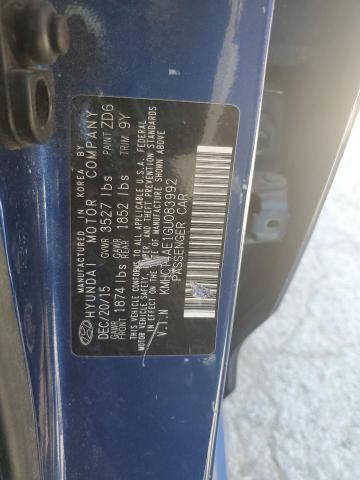 MANUFACTURED IN KOREA BY
HYUNDAI MOTOR COMPANY
DEC/20/15 GVWR 3527 lbs PAINT ZD6
GAWR FRONT 1874 lbs GAWR REAR 1852 lbs TRIM 9Y
THIS VEHICLE CONFORMS TO ALL APPLICABLE U.S.A. FEDERAL
MOTOR VEHICLE SAFETY, BUMPER, AND THEFT PREVENTION STANDARDS
IN EFFECT ON THE DATE OF MANUFACTURE SHOWN ABOVE.
V.I.N
PASSENGER CAR